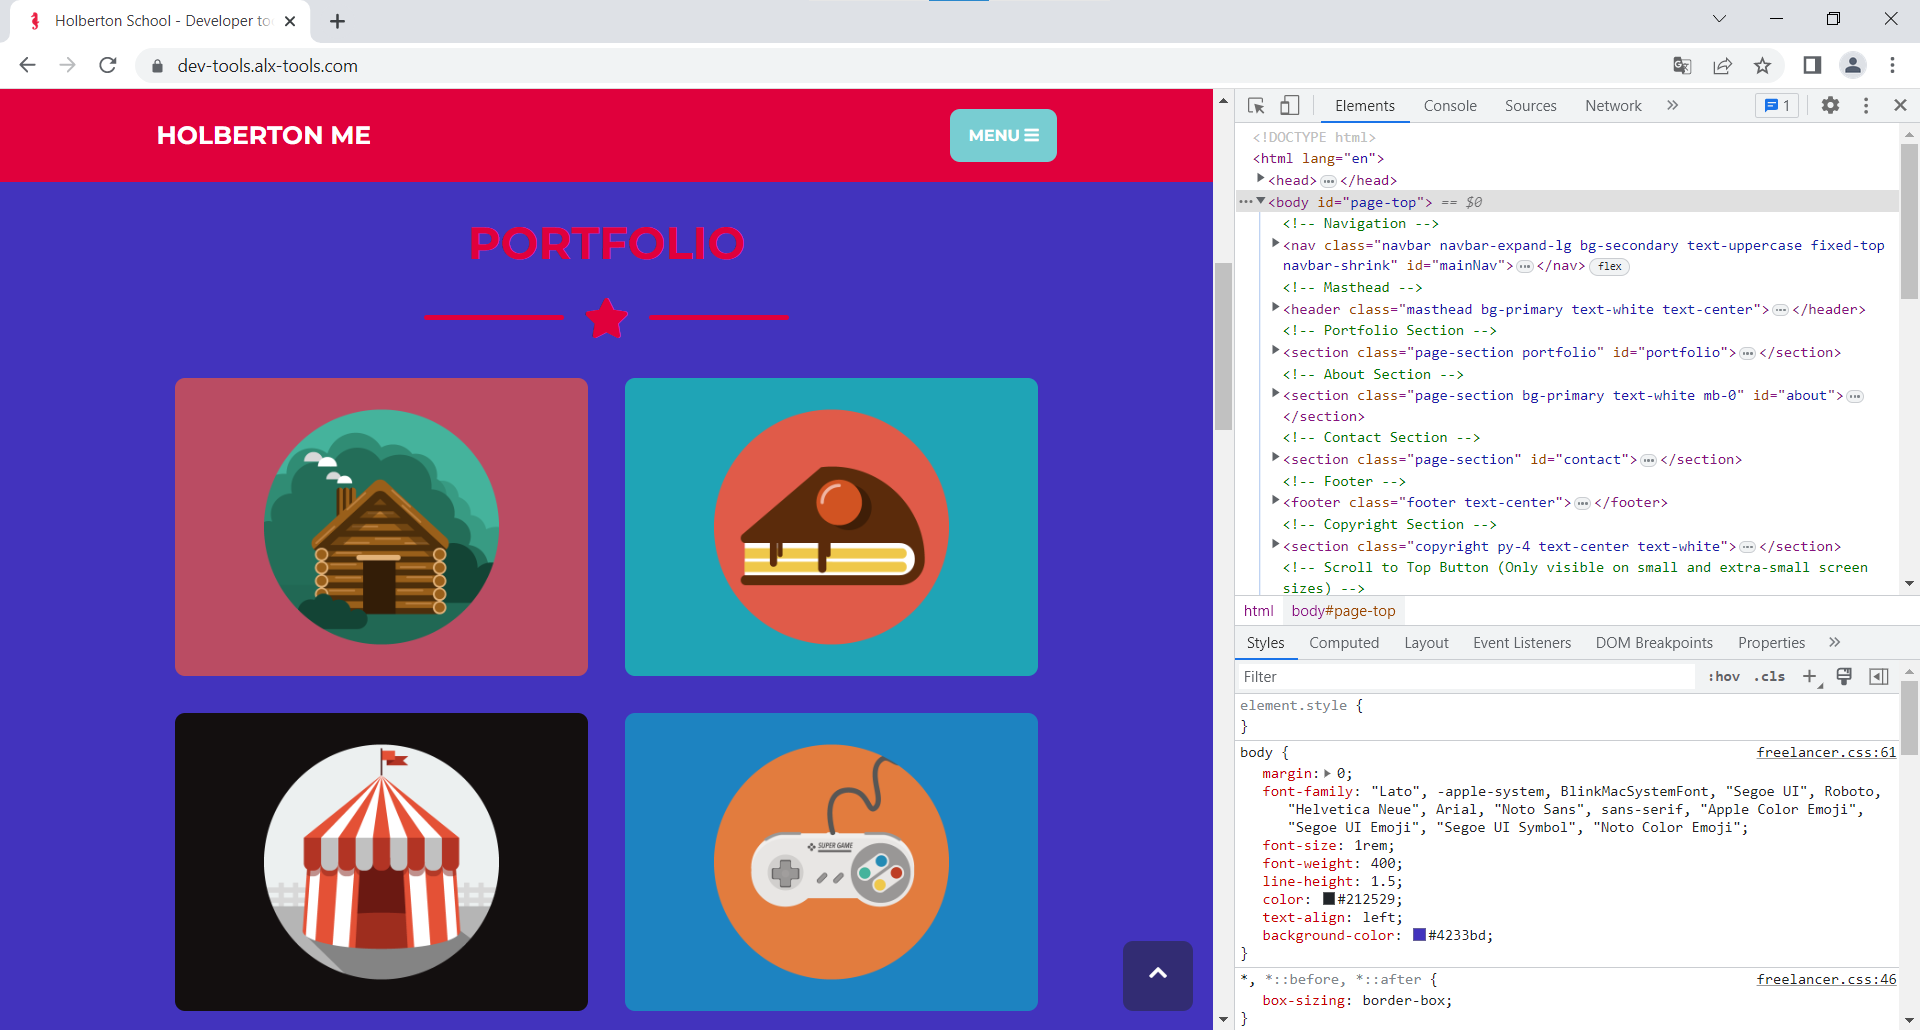 Holberton School - Developer to
dev-tools.alx-tools.com
HOLBERTON ME
MENU
PORTFOLIO
SUPER GAME
Elements Console Sources Network 1
<!DOCTYPE html>
<html lang="en">
<head> ••• </head>
••• <body id="page-top"> == $0
<!-- Navigation -->
<nav class="navbar navbar-expand-lg bg-secondary text-uppercase fixed-top
navbar-shrink" id="mainNav"> ••• </nav> flex
<!-- Masthead -->
<header class="masthead bg-primary text-white text-center"> ••• </header>
<!-- Portfolio Section -->
<section class="page-section portfolio" id="portfolio"> ••• </section>
<!-- About Section -->
<section class="page-section bg-primary text-white mb-0" id="about"> •••
</section>
<!-- Contact Section -->
<section class="page-section" id="contact"> ••• </section>
<!-- Footer -->
<footer class="footer text-center"> ••• </footer>
<!-- Copyright Section -->
<section class="copyright py-4 text-center text-white"> ••• </section>
<!-- Scroll to Top Button (Only visible on small and extra-small screen
sizes) -->
html body#page-top
Styles Computed Layout Event Listeners DOM Breakpoints Properties
Filter :hov .cls
element.style {
}
body { freelancer.css:61
margin: 0;
font-family: "Lato", -apple-system, BlinkMacSystemFont, "Segoe UI", Roboto,
"Helvetica Neue", Arial, "Noto Sans", sans-serif, "Apple Color Emoji",
"Segoe UI Emoji", "Segoe UI Symbol", "Noto Color Emoji";
font-size: 1rem;
font-weight: 400;
line-height: 1.5;
color: #212529;
text-align: left;
background-color: #4233bd;
}
*, *::before, *::after { freelancer.css:46
box-sizing: border-box;
}